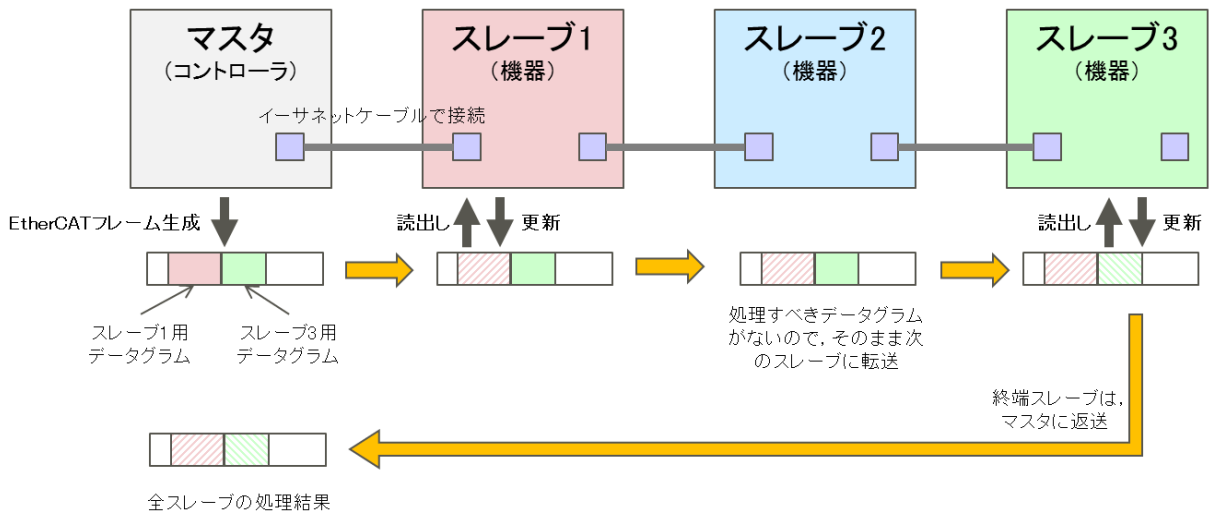 マスタ
(コントローラ)
スレーブ1
(機器)
スレーブ2
(機器)
スレーブ3
(機器)
イーサネットケーブルで接続
EtherCATフレーム生成
読出し
更新
読出し
更新
スレーブ1用
データグラム
スレーブ3用
データグラム
処理すべきデータグラム
がないので，そのまま次
のスレーブに転送
終端スレーブは，
マスタに返送
全スレーブの処理結果